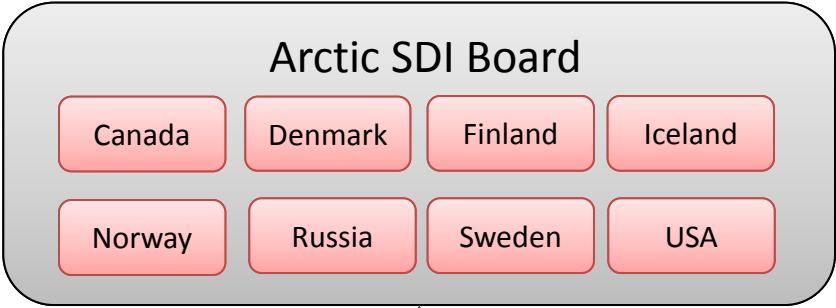 Arctic SDI Board
Canada Denmark Finland Iceland
Norway Russia Sweden USA